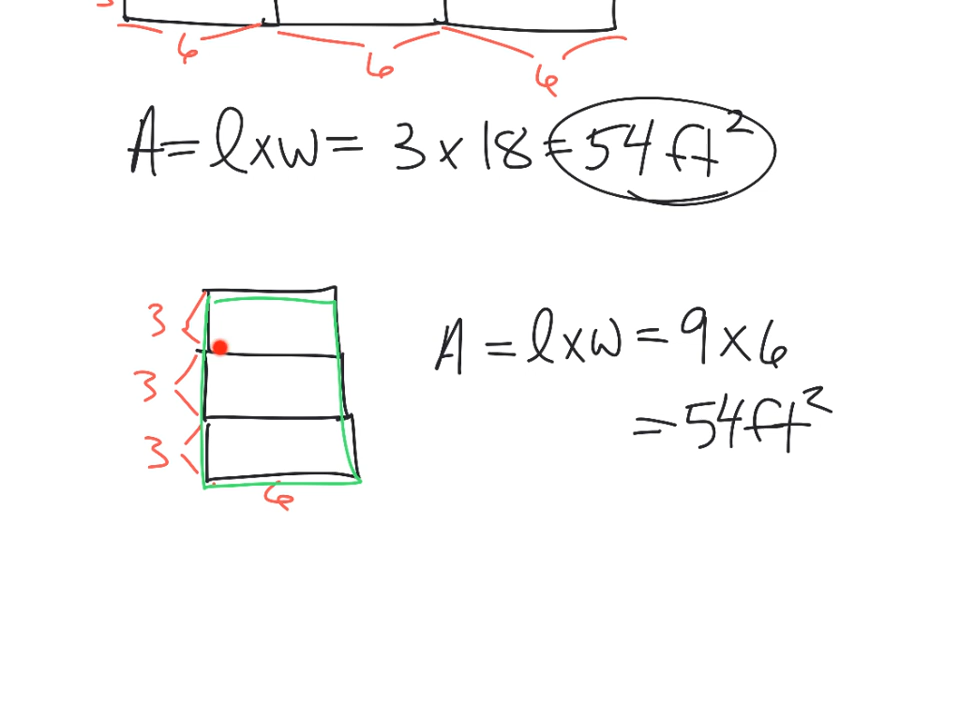 6 6 6
A = l x w = 3 x 18 = 54 ft²
3
3
3
6
A = l x w = 9 x 6
= 54 ft²